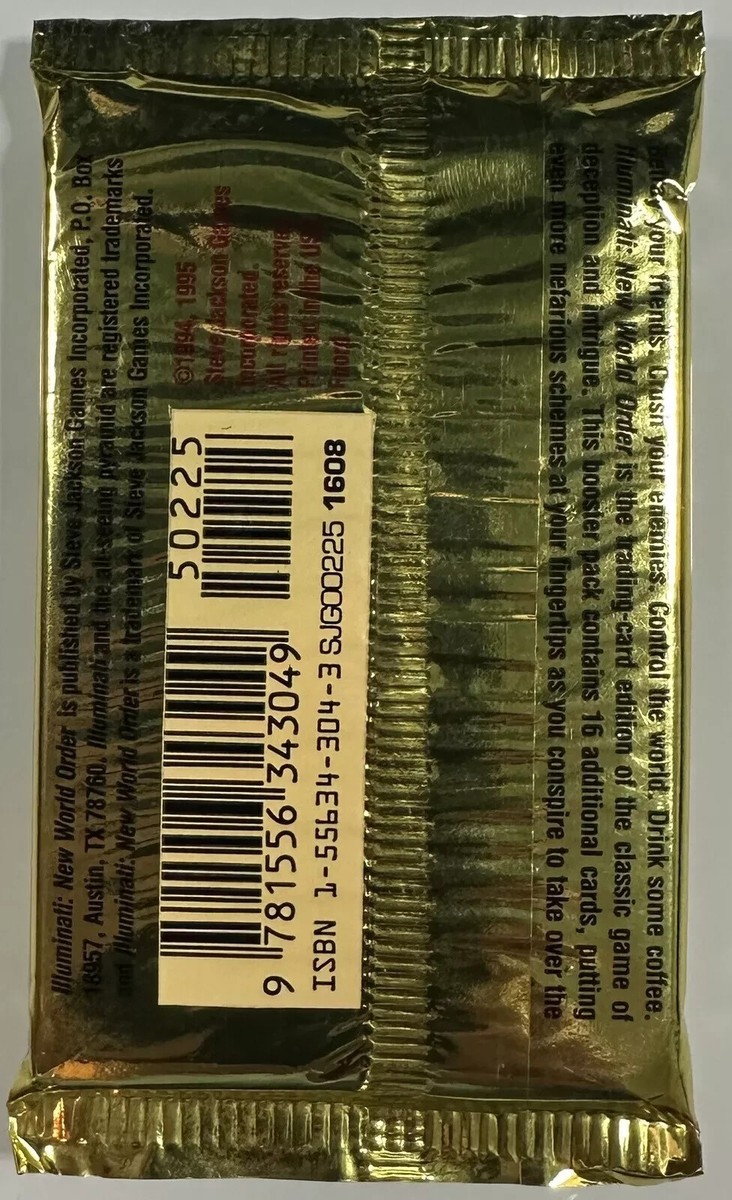 your friends. Crush your enemies. Control the world. Drink some coffee.
Illuminati: New World Order is the trading-card edition of the classic game of
deception and intrigue. This booster pack contains 16 additional cards, putting
even more nefarious schemes at your fingertips as you conspire to take over the
Illuminati: New World Order is published by Steve Jackson Games Incorporated, P.O. Box
18957, Austin, TX 78760. Illuminati and the all-seeing pyramid are registered trademarks
and Illuminati: New World Order is a trademark of Steve Jackson Games Incorporated.
©1994, 1995
Steve Jackson Games
Incorporated.
All rights reserved.
Printed in the USA
Fnord.
50225
9 781556 343049
ISBN 1-55634-304-3 SJG00225 1608